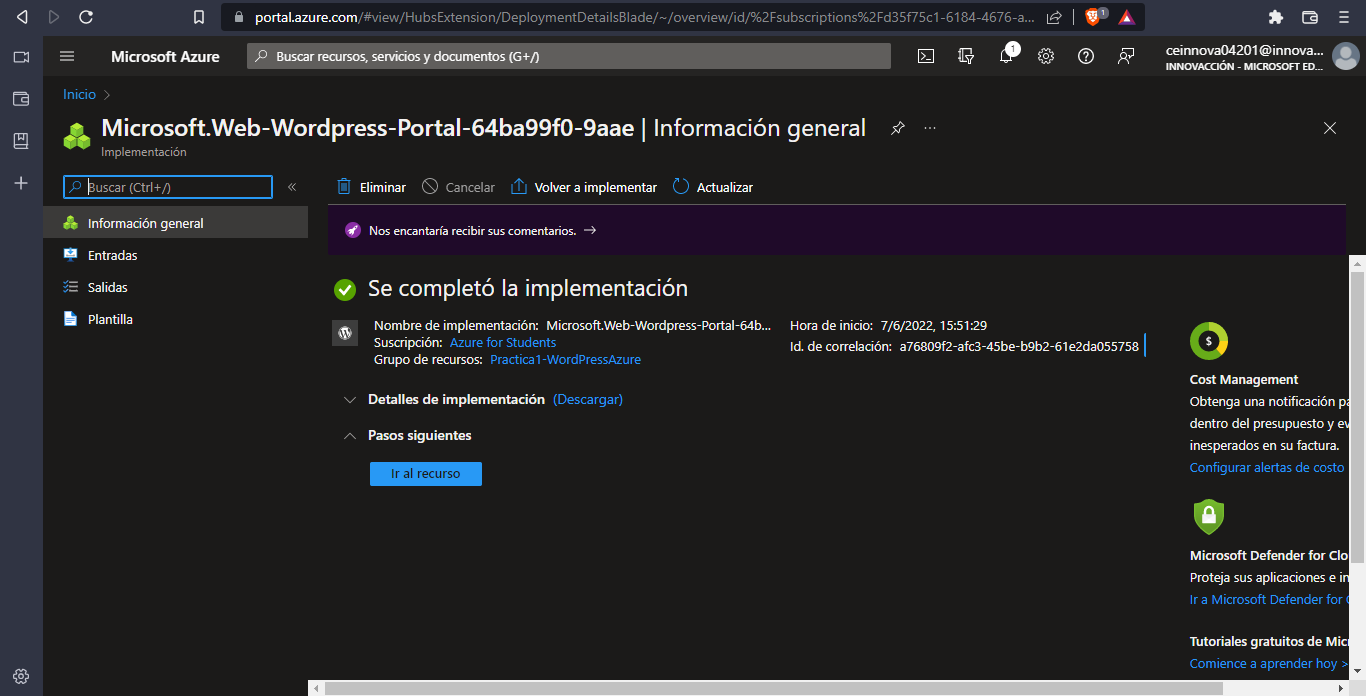 portal.azure.com/#view/HubsExtension/DeploymentDetailsBlade/~/overview/id/%2Fsubscriptions%2Fd35f75c1-6184-4676-a...
1
Microsoft Azure
Buscar recursos, servicios y documentos (G+/)
1
ceinnova04201@innova...
INNOVACCIÓN - MICROSOFT ED...
Inicio
Microsoft.Web-Wordpress-Portal-64ba99f0-9aae | Información general
Implementación
Buscar (Ctrl+/)
Eliminar
Cancelar
Volver a implementar
Actualizar
Información general
Entradas
Salidas
Plantilla
Nos encantaría recibir sus comentarios. →
Se completó la implementación
Nombre de implementación: Microsoft.Web-Wordpress-Portal-64b...
Suscripción: Azure for Students
Grupo de recursos: Practica1-WordPressAzure
Hora de inicio: 7/6/2022, 15:51:29
Id. de correlación: a76809f2-afc3-45be-b9b2-61e2da055758
Detalles de implementación (Descargar)
Pasos siguientes
Ir al recurso
Cost Management
Obtenga una notificación pa
dentro del presupuesto y ev
inesperados en su factura.
Configurar alertas de costo
Microsoft Defender for Clo
Proteja sus aplicaciones e in
Ir a Microsoft Defender for C
Tutoriales gratuitos de Micr
Comience a aprender hoy >